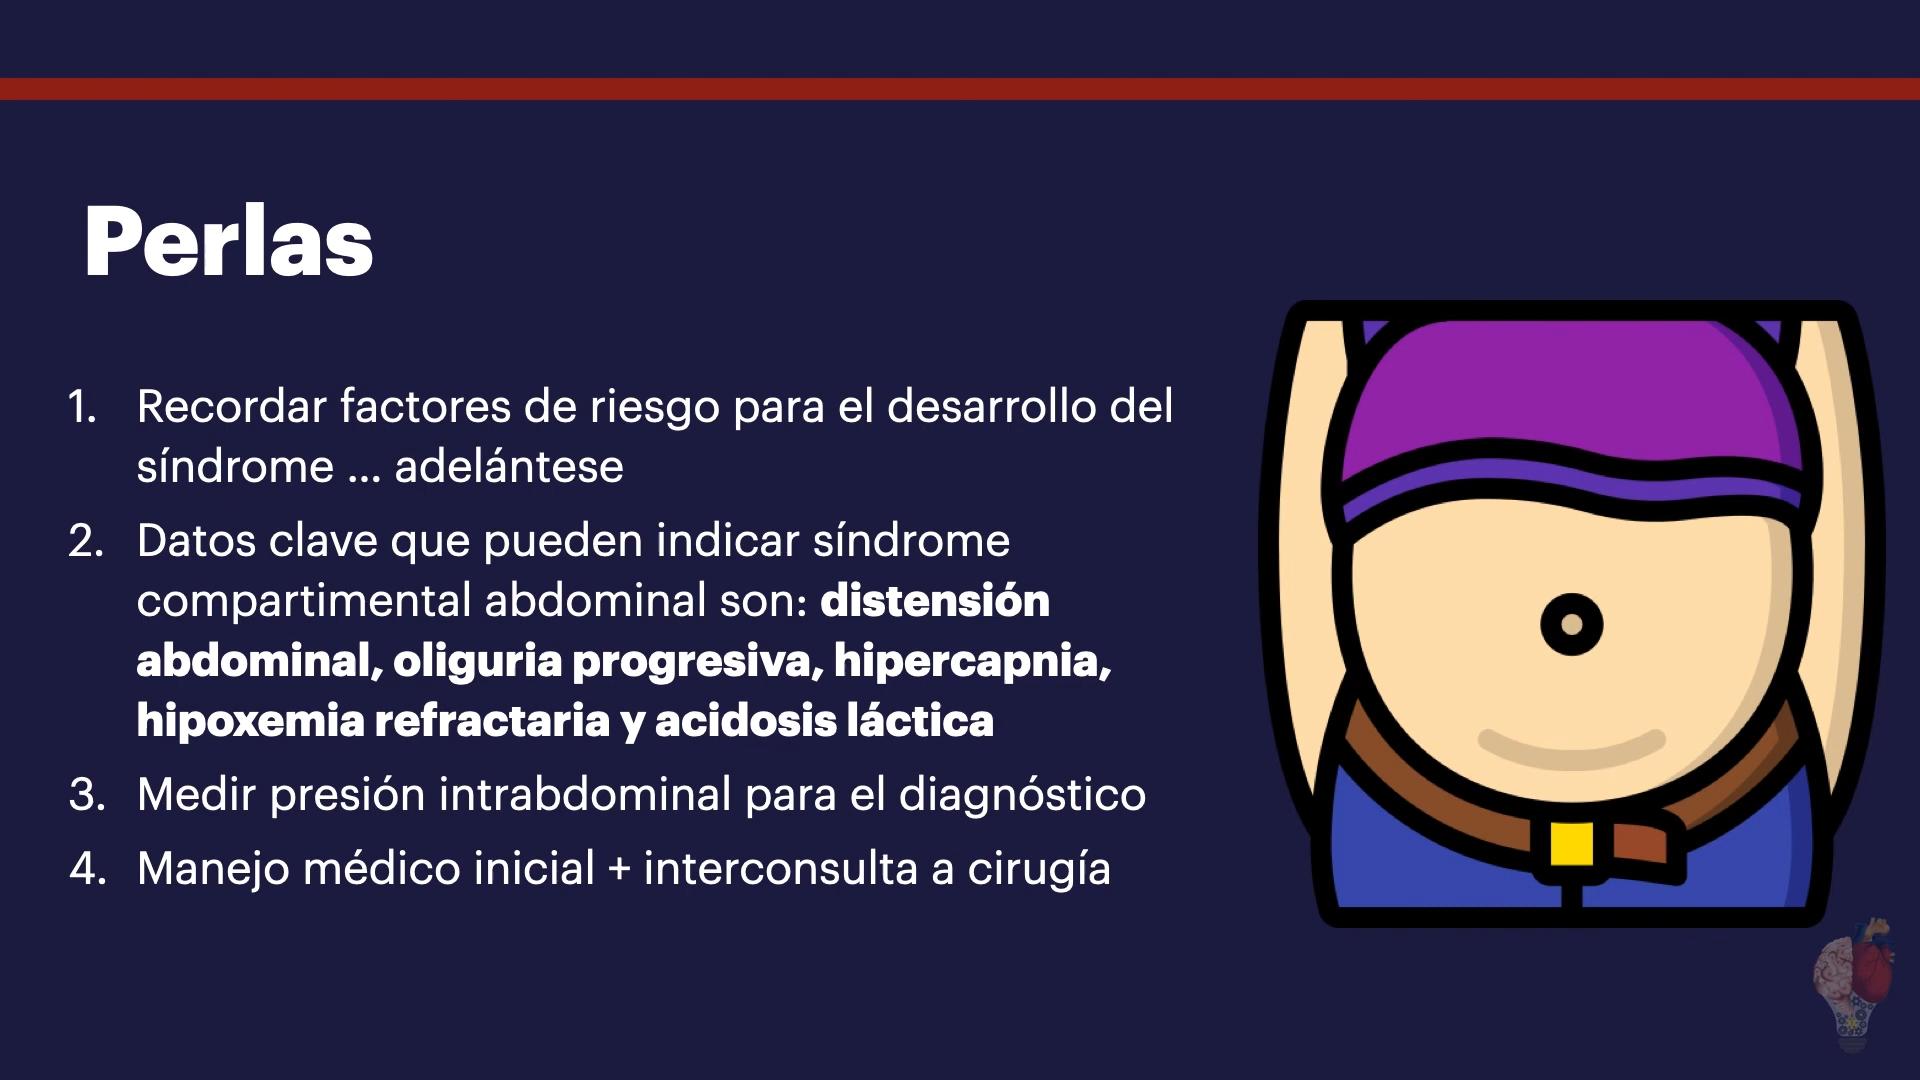 Perlas
1. Recordar factores de riesgo para el desarrollo del
síndrome ... adelántese
2. Datos clave que pueden indicar síndrome
compartimental abdominal son: distensión
abdominal, oliguria progresiva, hipercapnia,
hipoxemia refractaria y acidosis láctica
3. Medir presión intrabdominal para el diagnóstico
4. Manejo médico inicial + interconsulta a cirugía